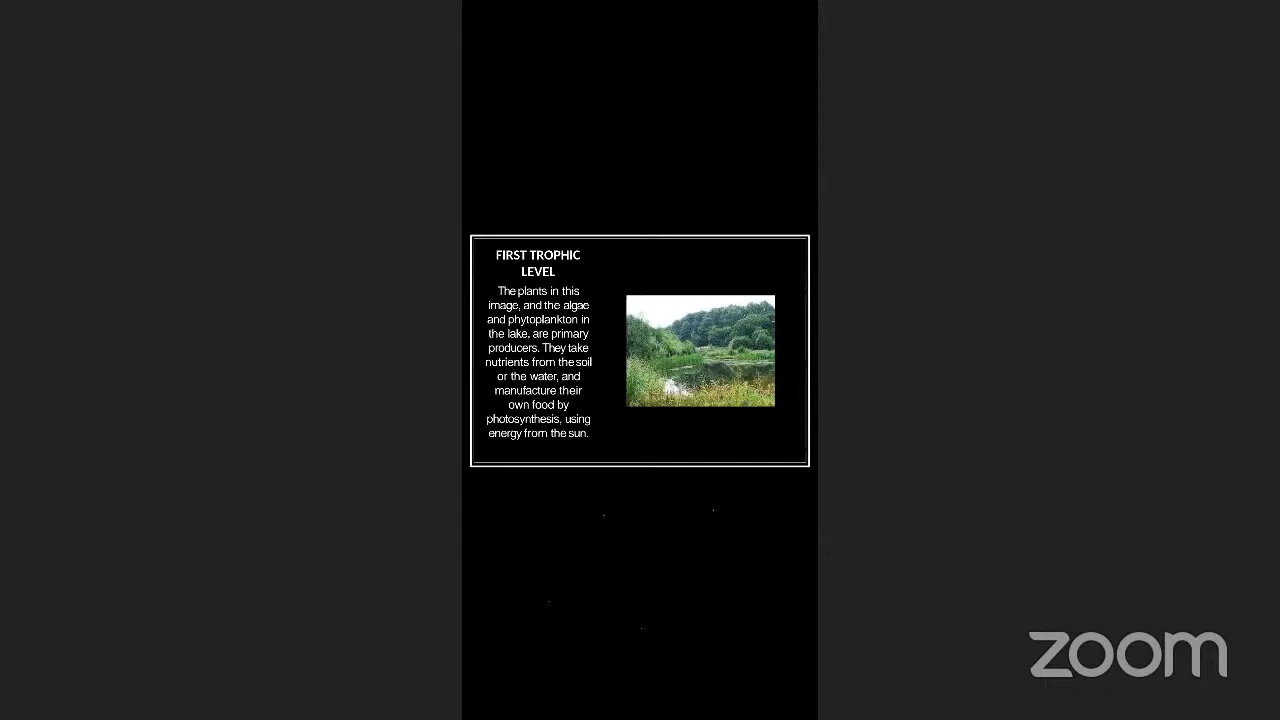 FIRST TROPHIC
LEVEL
The plants in this
image, and the algae
and phytoplankton in
the lake, are primary
producers. They take
nutrients from the soil
or the water, and
manufacture their
own food by
photosynthesis, using
energy from the sun.
zoom